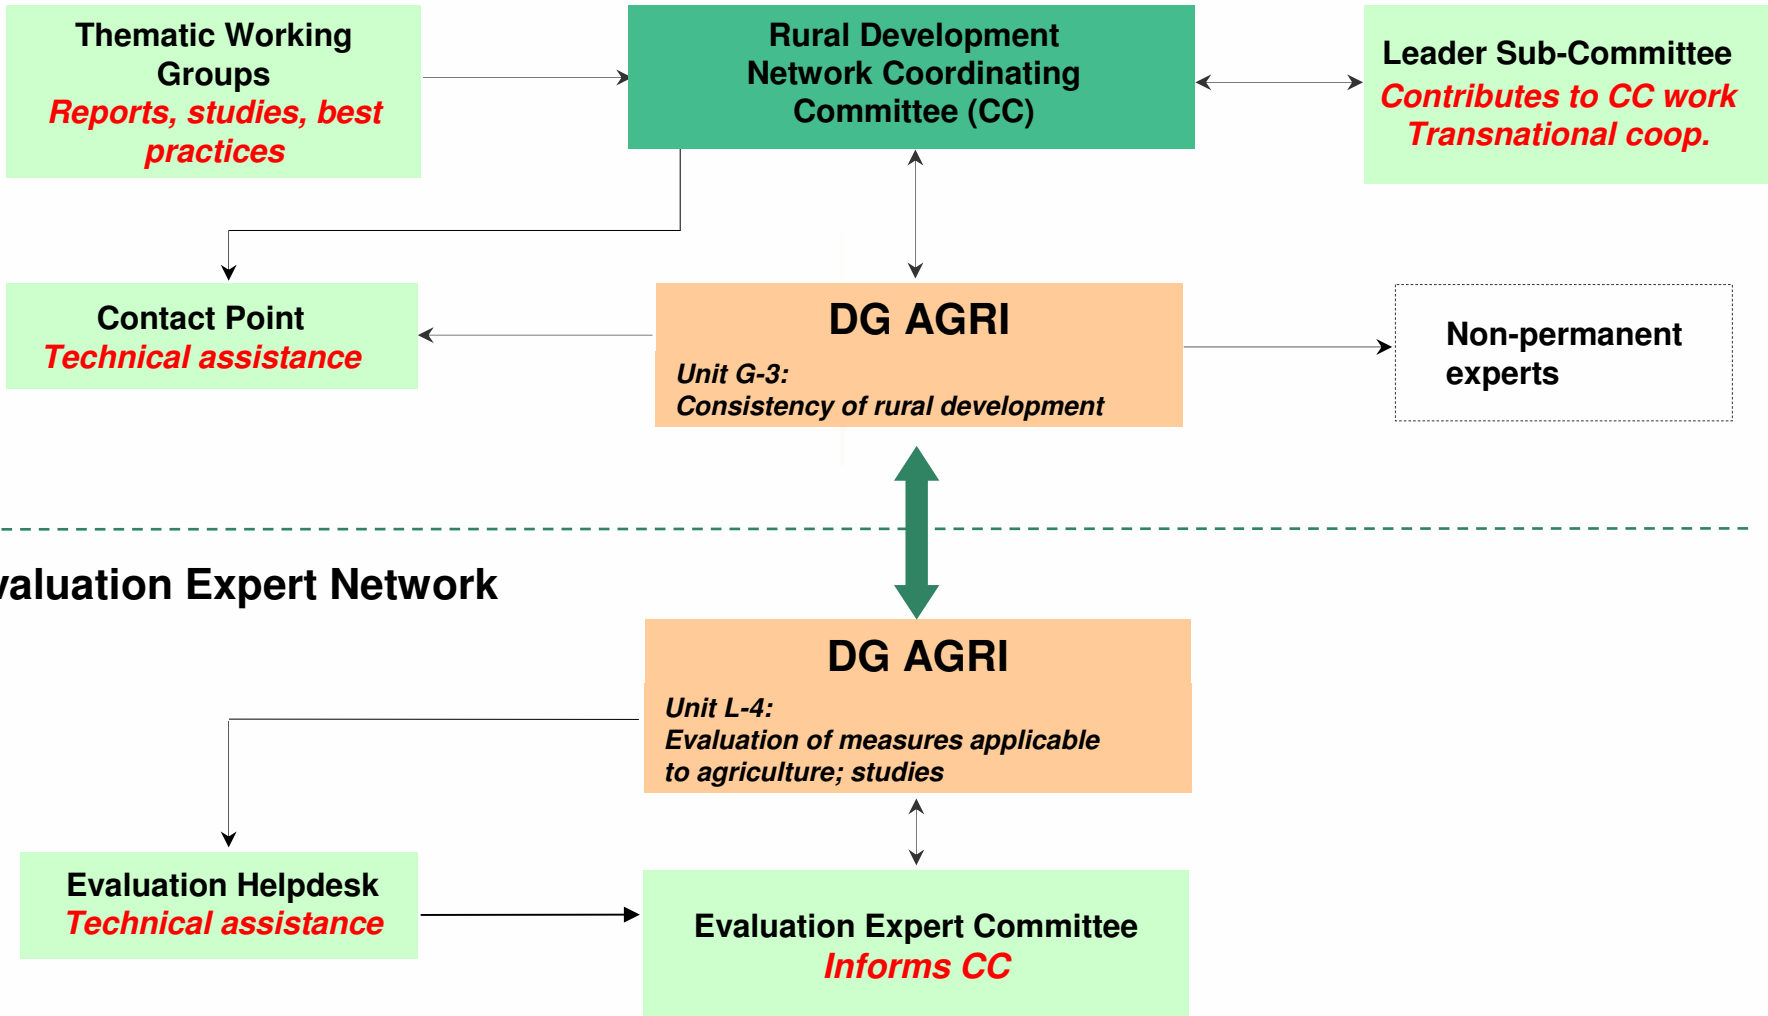 Thematic Working
Groups
Reports, studies, best
practices
Rural Development
Network Coordinating
Committee (CC)
Leader Sub-Committee
Contributes to CC work
Transnational coop.
Contact Point
Technical assistance
DG AGRI
Unit G-3:
Consistency of rural development
Non-permanent
experts
valuation Expert Network
DG AGRI
Unit L-4:
Evaluation of measures applicable
to agriculture; studies
Evaluation Helpdesk
Technical assistance
Evaluation Expert Committee
Informs CC